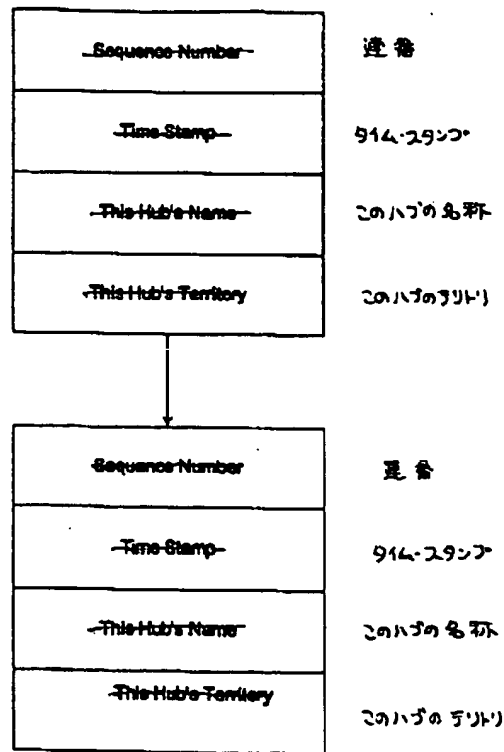 Sequence Number 連番
Time Stamp タイム・スタンプ
This Hub's Name このハブの名称
This Hub's Territory このハブのテリトリ
Sequence Number 連番
Time Stamp タイム・スタンプ
This Hub's Name このハブの名称
This Hub's Territory
このハブのテリトリ